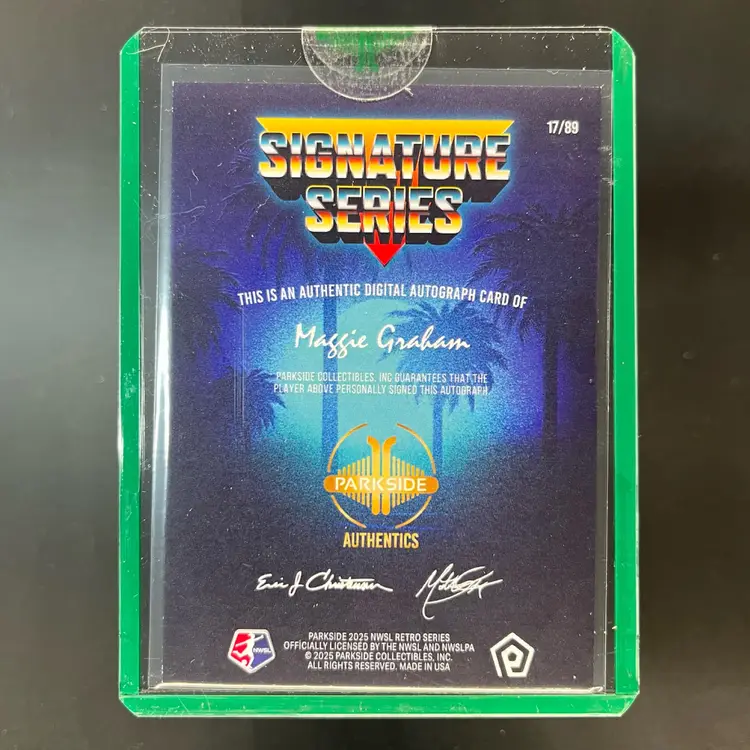 17/89
SIGNATURE
SERIES
THIS IS AN AUTHENTIC DIGITAL AUTOGRAPH CARD OF
Maggie Graham
PARKSIDE COLLECTIBLES, INC GUARANTEES THAT THE
PLAYER ABOVE PERSONALLY SIGNED THIS AUTOGRAPH.
PARKSIDE
AUTHENTICS
Eric J
NWSL
PARKSIDE 2025 NWSL RETRO SERIES
OFFICIALLY LICENSED BY THE NWSL AND NWSLPA
© 2025 PARKSIDE COLLECTIBLES, INC.
ALL RIGHTS RESERVED. MADE IN USA